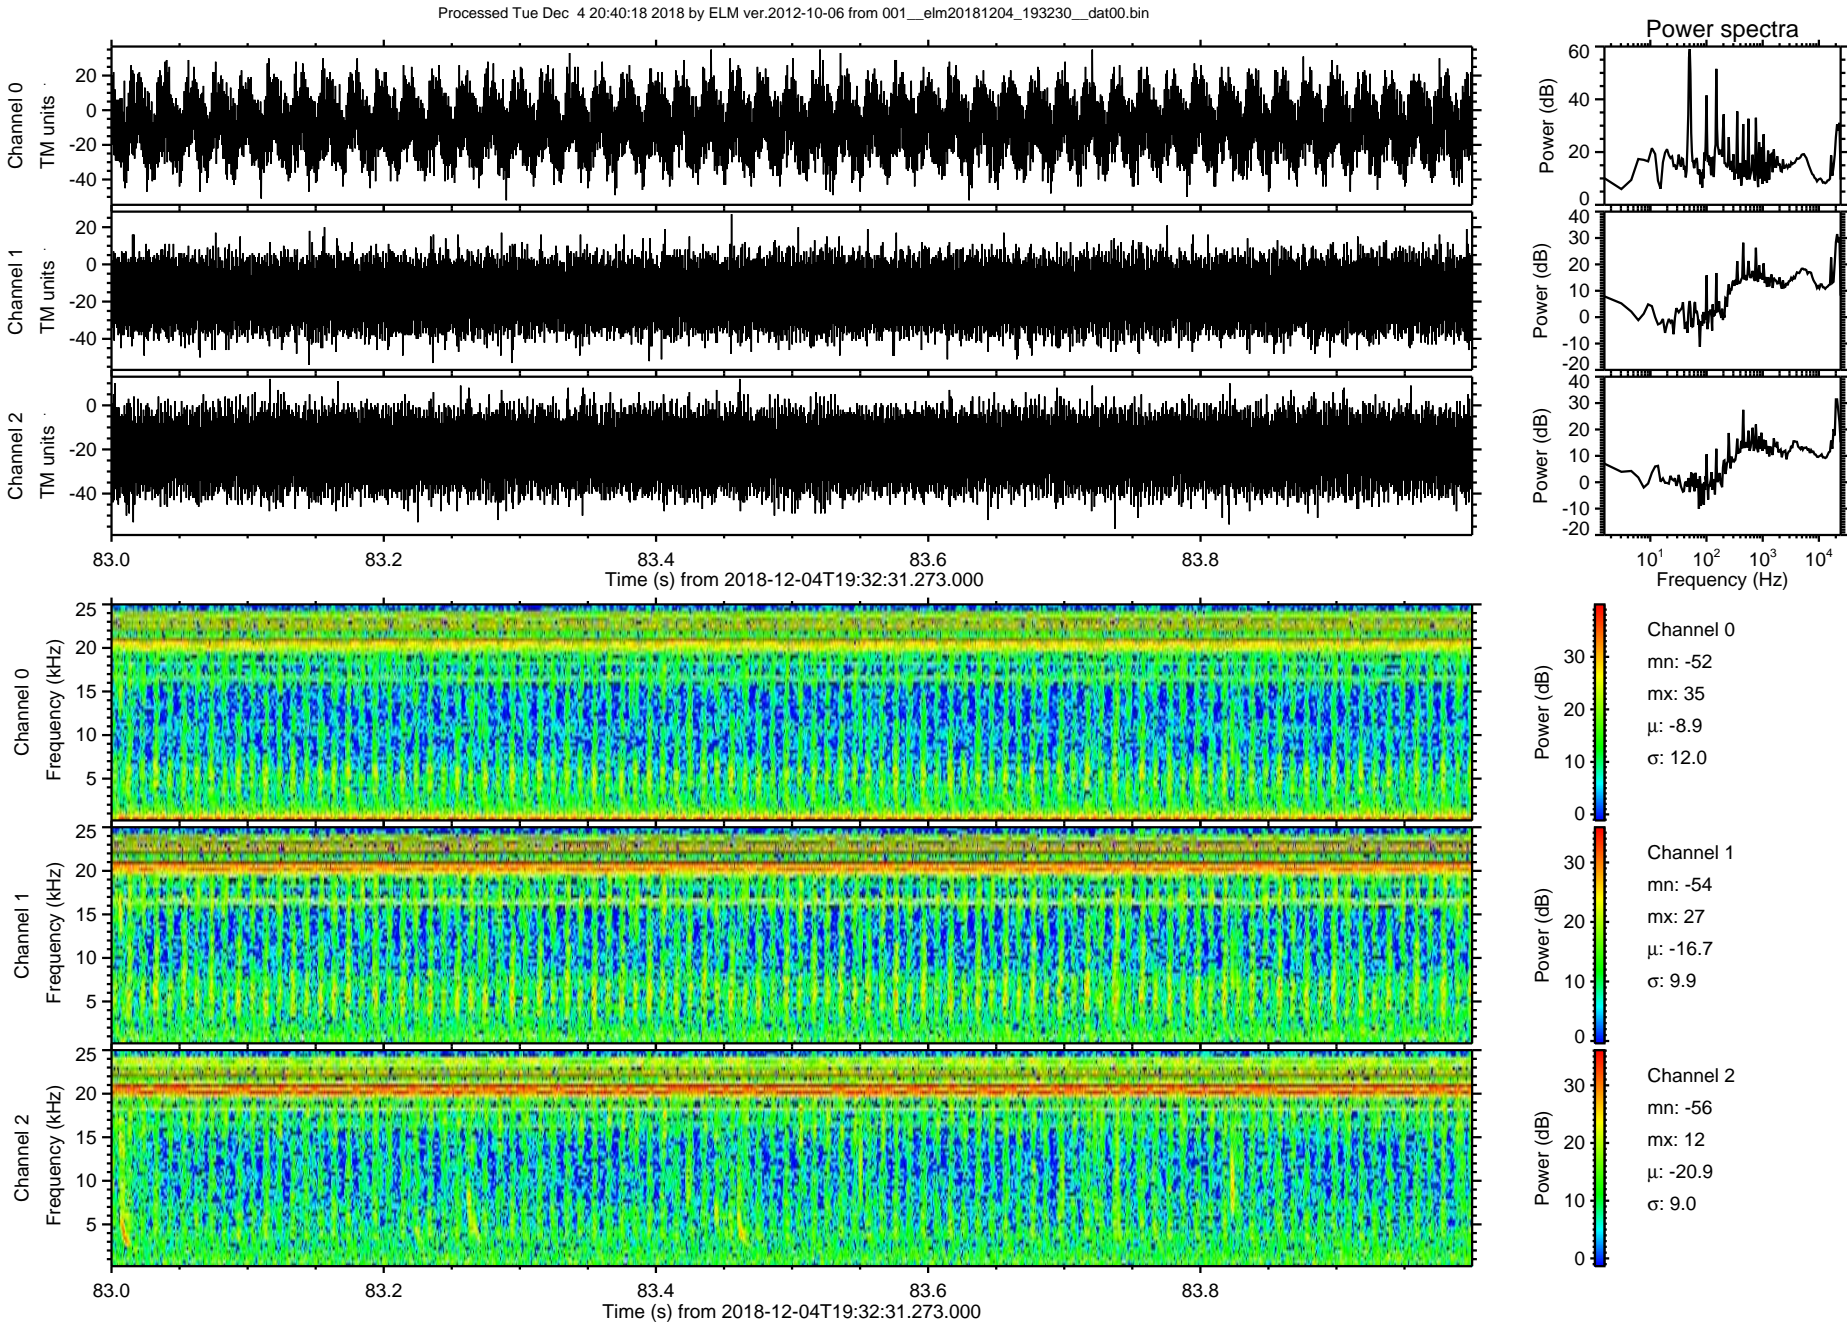 Processed Tue Dec 4 20:40:18 2018 by ELM ver.2012-10-06 from 001__elm20181204_193230__dat00.bin
Power spectra
Channel 0
TM units
20
0
-20
-40
Power (dB)
60
40
20
0
Channel 1
TM units
20
0
-20
-40
Power (dB)
40
30
20
10
0
-10
-20
Channel 2
TM units
0
-20
-40
Power (dB)
40
30
20
10
0
-10
-20
83.0 83.2 83.4 83.6 83.8
Time (s) from 2018-12-04T19:32:31.273.000
10¹ 10² 10³ 10⁴
Frequency (Hz)
Channel 0
Frequency (kHz)
25
20
15
10
5
Power (dB)
30
20
10
0
Channel 0
mn: -52
mx: 35
μ: -8.9
σ: 12.0
Channel 1
Frequency (kHz)
25
20
15
10
5
Power (dB)
30
20
10
0
Channel 1
mn: -54
mx: 27
μ: -16.7
σ: 9.9
Channel 2
Frequency (kHz)
25
20
15
10
5
Power (dB)
30
20
10
0
Channel 2
mn: -56
mx: 12
μ: -20.9
σ: 9.0
83.0 83.2 83.4 83.6 83.8
Time (s) from 2018-12-04T19:32:31.273.000